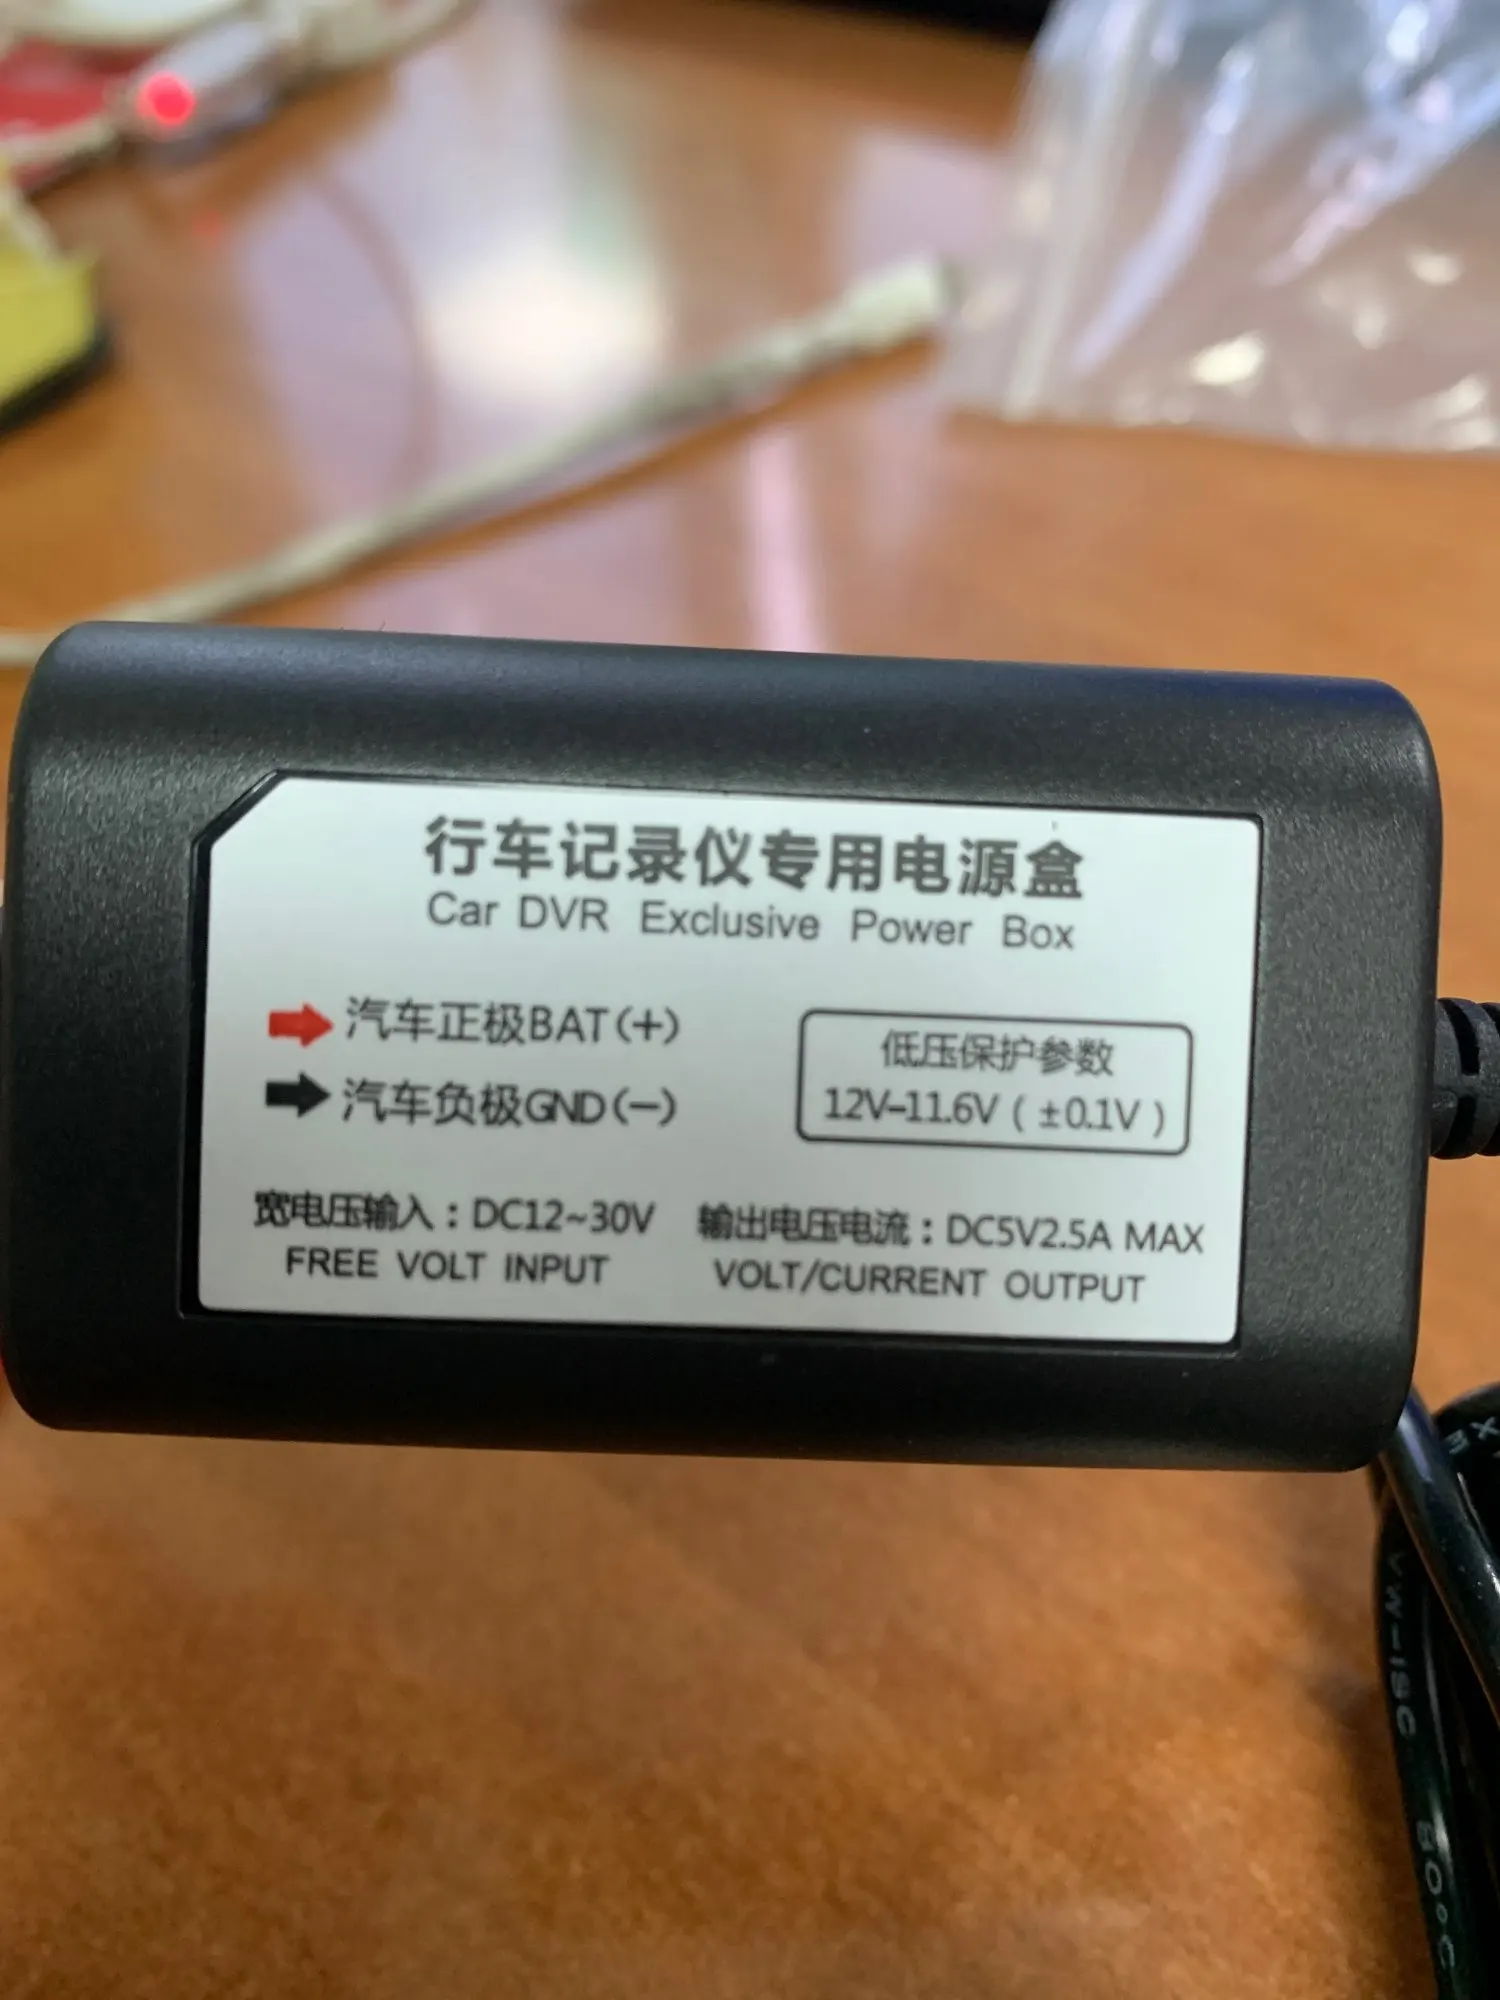 行车记录仪专用电源盒
Car DVR Exclusive Power Box
汽车正极BAT(+)
汽车负极GND(−)
低压保护参数
12V-11.6V（±0.1V）
宽电压输入：DC12~30V
FREE VOLT INPUT
输出电压电流：DC5V2.5A MAX
VOLT/CURRENT OUTPUT
VW-1SC
80°C